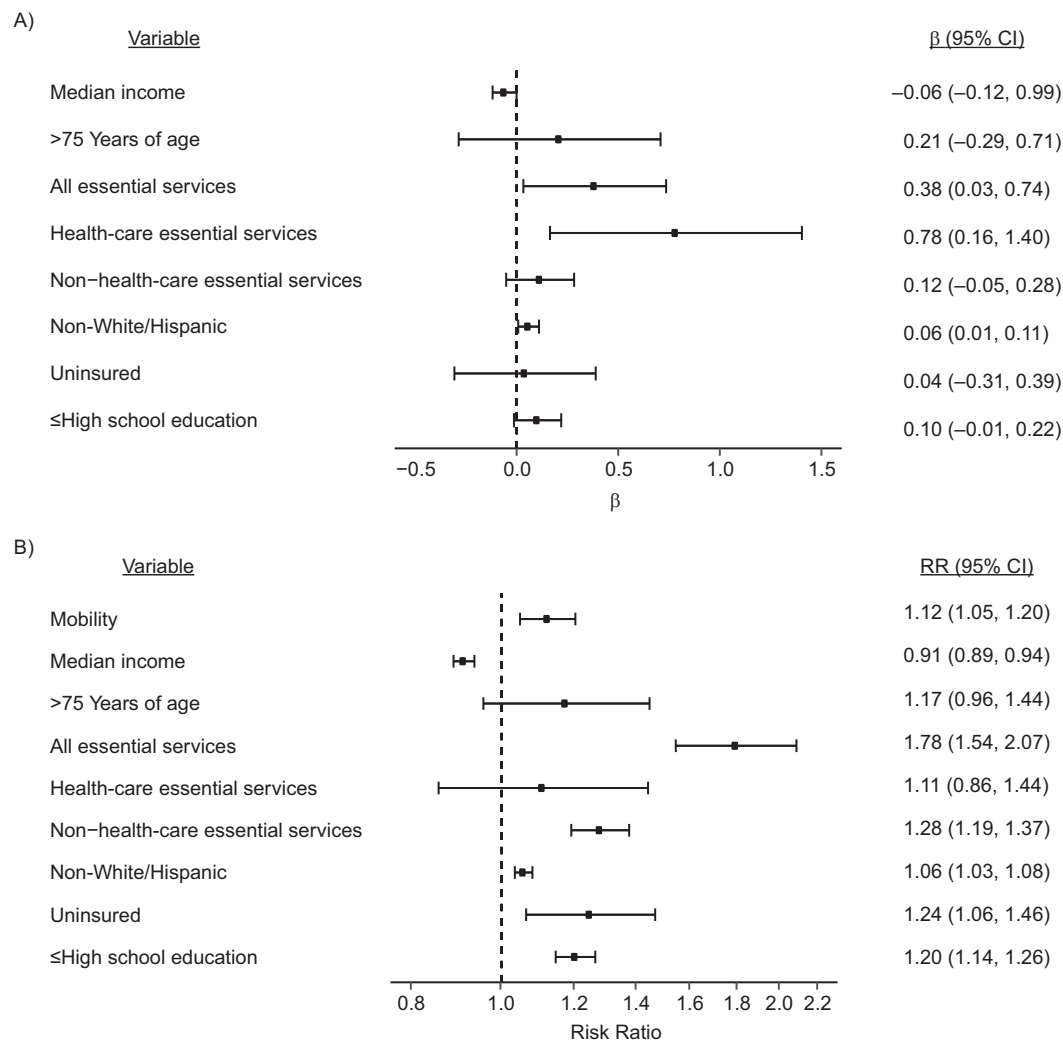 A)
Variable β (95% CI)
Median income –0.06 (–0.12, 0.99)
>75 Years of age 0.21 (–0.29, 0.71)
All essential services 0.38 (0.03, 0.74)
Health-care essential services 0.78 (0.16, 1.40)
Non−health-care essential services 0.12 (–0.05, 0.28)
Non-White/Hispanic 0.06 (0.01, 0.11)
Uninsured 0.04 (–0.31, 0.39)
≤High school education 0.10 (–0.01, 0.22)
−0.5 0.0 0.5 1.0 1.5
β
B)
Variable RR (95% CI)
Mobility 1.12 (1.05, 1.20)
Median income 0.91 (0.89, 0.94)
>75 Years of age 1.17 (0.96, 1.44)
All essential services 1.78 (1.54, 2.07)
Health-care essential services 1.11 (0.86, 1.44)
Non−health-care essential services 1.28 (1.19, 1.37)
Non-White/Hispanic 1.06 (1.03, 1.08)
Uninsured 1.24 (1.06, 1.46)
≤High school education 1.20 (1.14, 1.26)
0.8 1.0 1.2 1.4 1.6 1.8 2.0 2.2
Risk Ratio